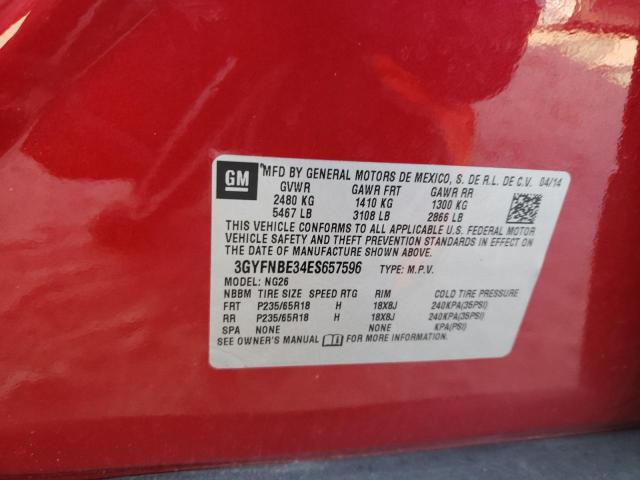 GM MFD BY GENERAL MOTORS DE MEXICO, S. DE R.L. DE C.V. 04/14
GVWR GAWR FRT GAWR RR
2480 KG 1410 KG 1300 KG
5467 LB 3108 LB 2866 LB
THIS VEHICLE CONFORMS TO ALL APPLICABLE U.S. FEDERAL MOTOR
VEHICLE SAFETY AND THEFT PREVENTION STANDARDS IN EFFECT ON
THE DATE OF MANUFACTURE SHOWN ABOVE.
3GYFNBE34ES657596 TYPE: M.P.V.
MODEL: NG26
NBBM TIRE SIZE SPEED RTG RIM COLD TIRE PRESSURE
FRT P235/65R18 H 18X8J 240KPA(35PSI)
RR P235/65R18 H 18X8J 240KPA(35PSI)
SPA NONE NONE KPA(PSI)
SEE OWNER'S MANUAL FOR MORE INFORMATION.